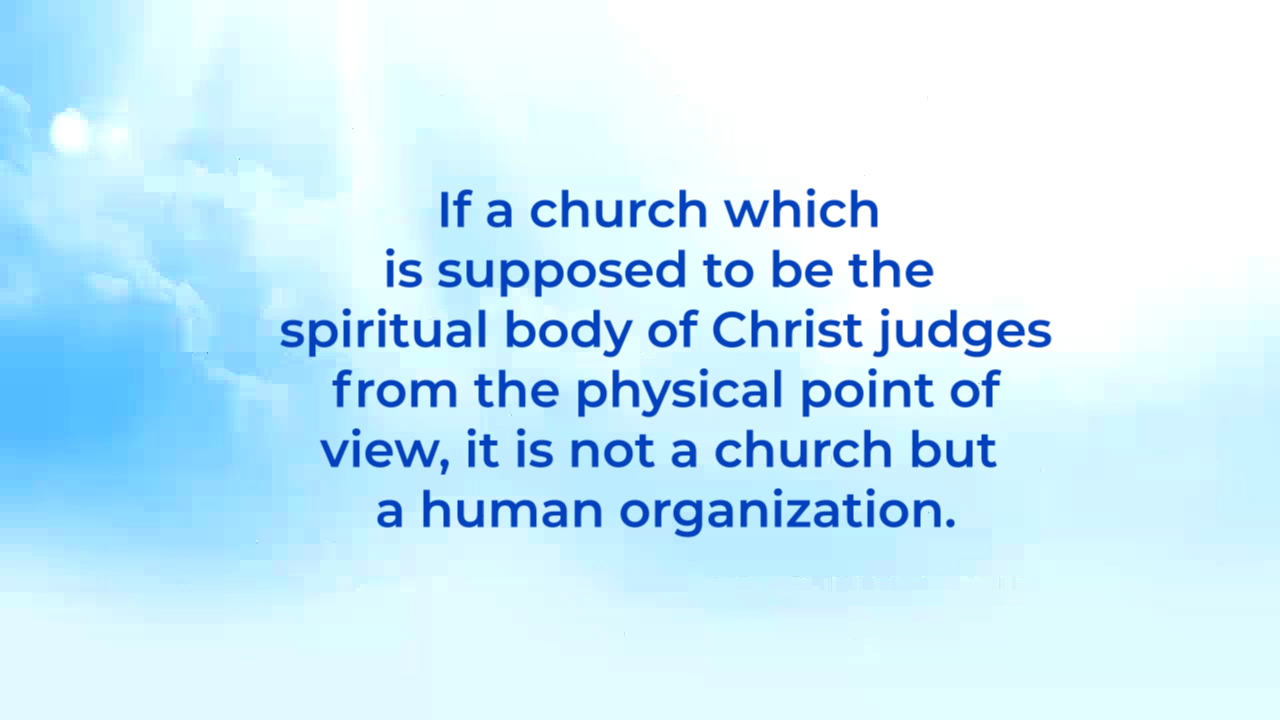 If a church which
is supposed to be the
spiritual body of Christ judges
from the physical point of
view, it is not a church but
a human organization.